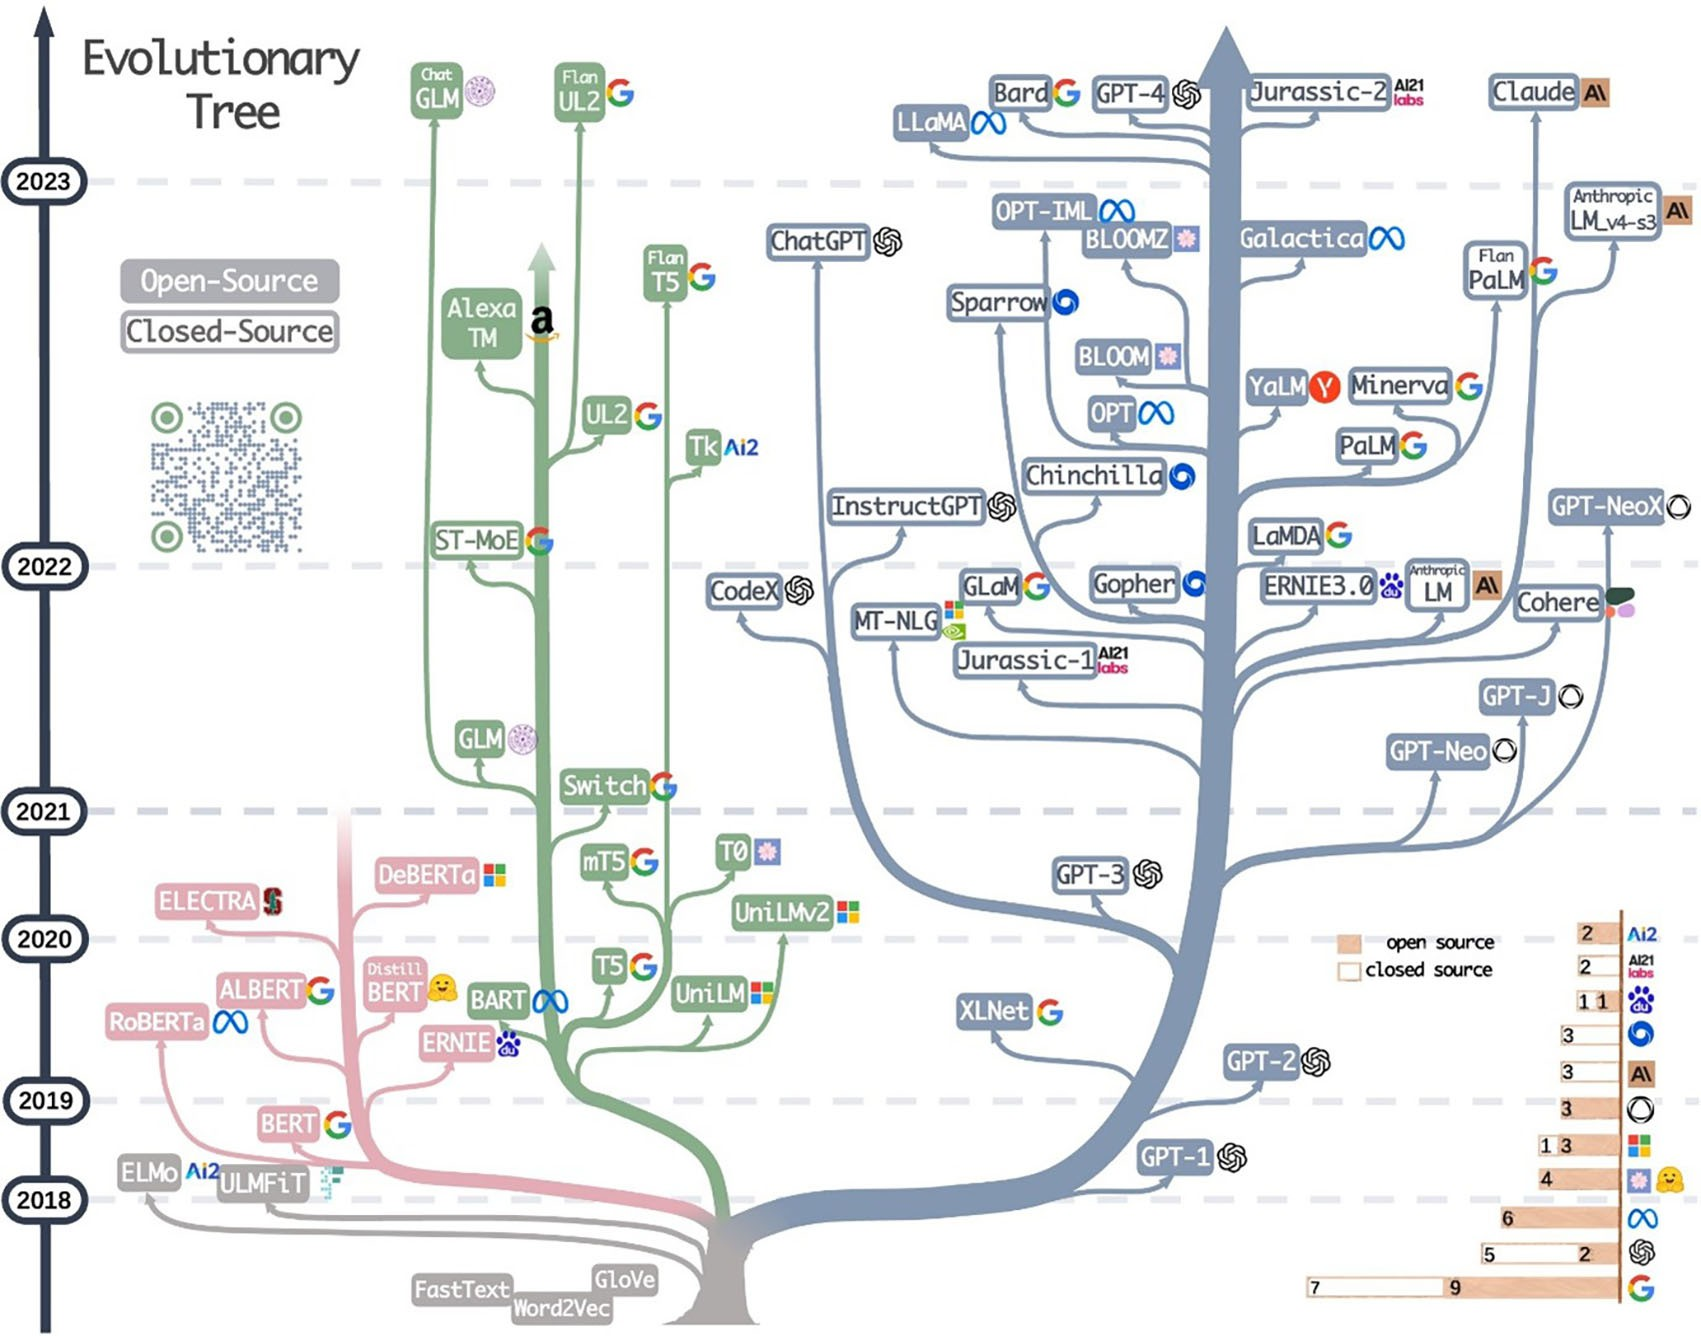 Evolutionary
Tree
Chat
GLM
Flan
UL2
Bard
GPT-4
Jurassic-2
AI21
labs
Claude
A\
LLaMA
2023
Anthropic
LM_v4-s3
A\
OPT-IML
ChatGPT
BLOOMZ
Galactica
Flan
T5
Flan
PaLM
Open-Source
Closed-Source
Alexa
TM
a
Sparrow
BLOOM
YaLM
Y
Minerva
UL2
OPT
Tk
Ai2
PaLM
Chinchilla
InstructGPT
GPT-NeoX
ST-MoE
LaMDA
2022
CodeX
GLaM
Gopher
ERNIE3.0
du
Anthropic
LM
A\
Cohere
MT-NLG
Jurassic-1
AI21
labs
GPT-J
GLM
GPT-Neo
Switch
2021
mT5
T0
DeBERTa
GPT-3
ELECTRA
UniLMv2
2020
open source
closed source
2
Ai2
2
AI21
labs
T5
Distill
BERT
ALBERT
BART
UniLM
1 1
du
RoBERTa
XLNet
ERNIE
du
3
GPT-2
3
A\
2019
3
BERT
1 3
GPT-1
ELMo
Ai2
ULMFiT
4
2018
6
5 2
FastText
Word2Vec
GloVe
7 9